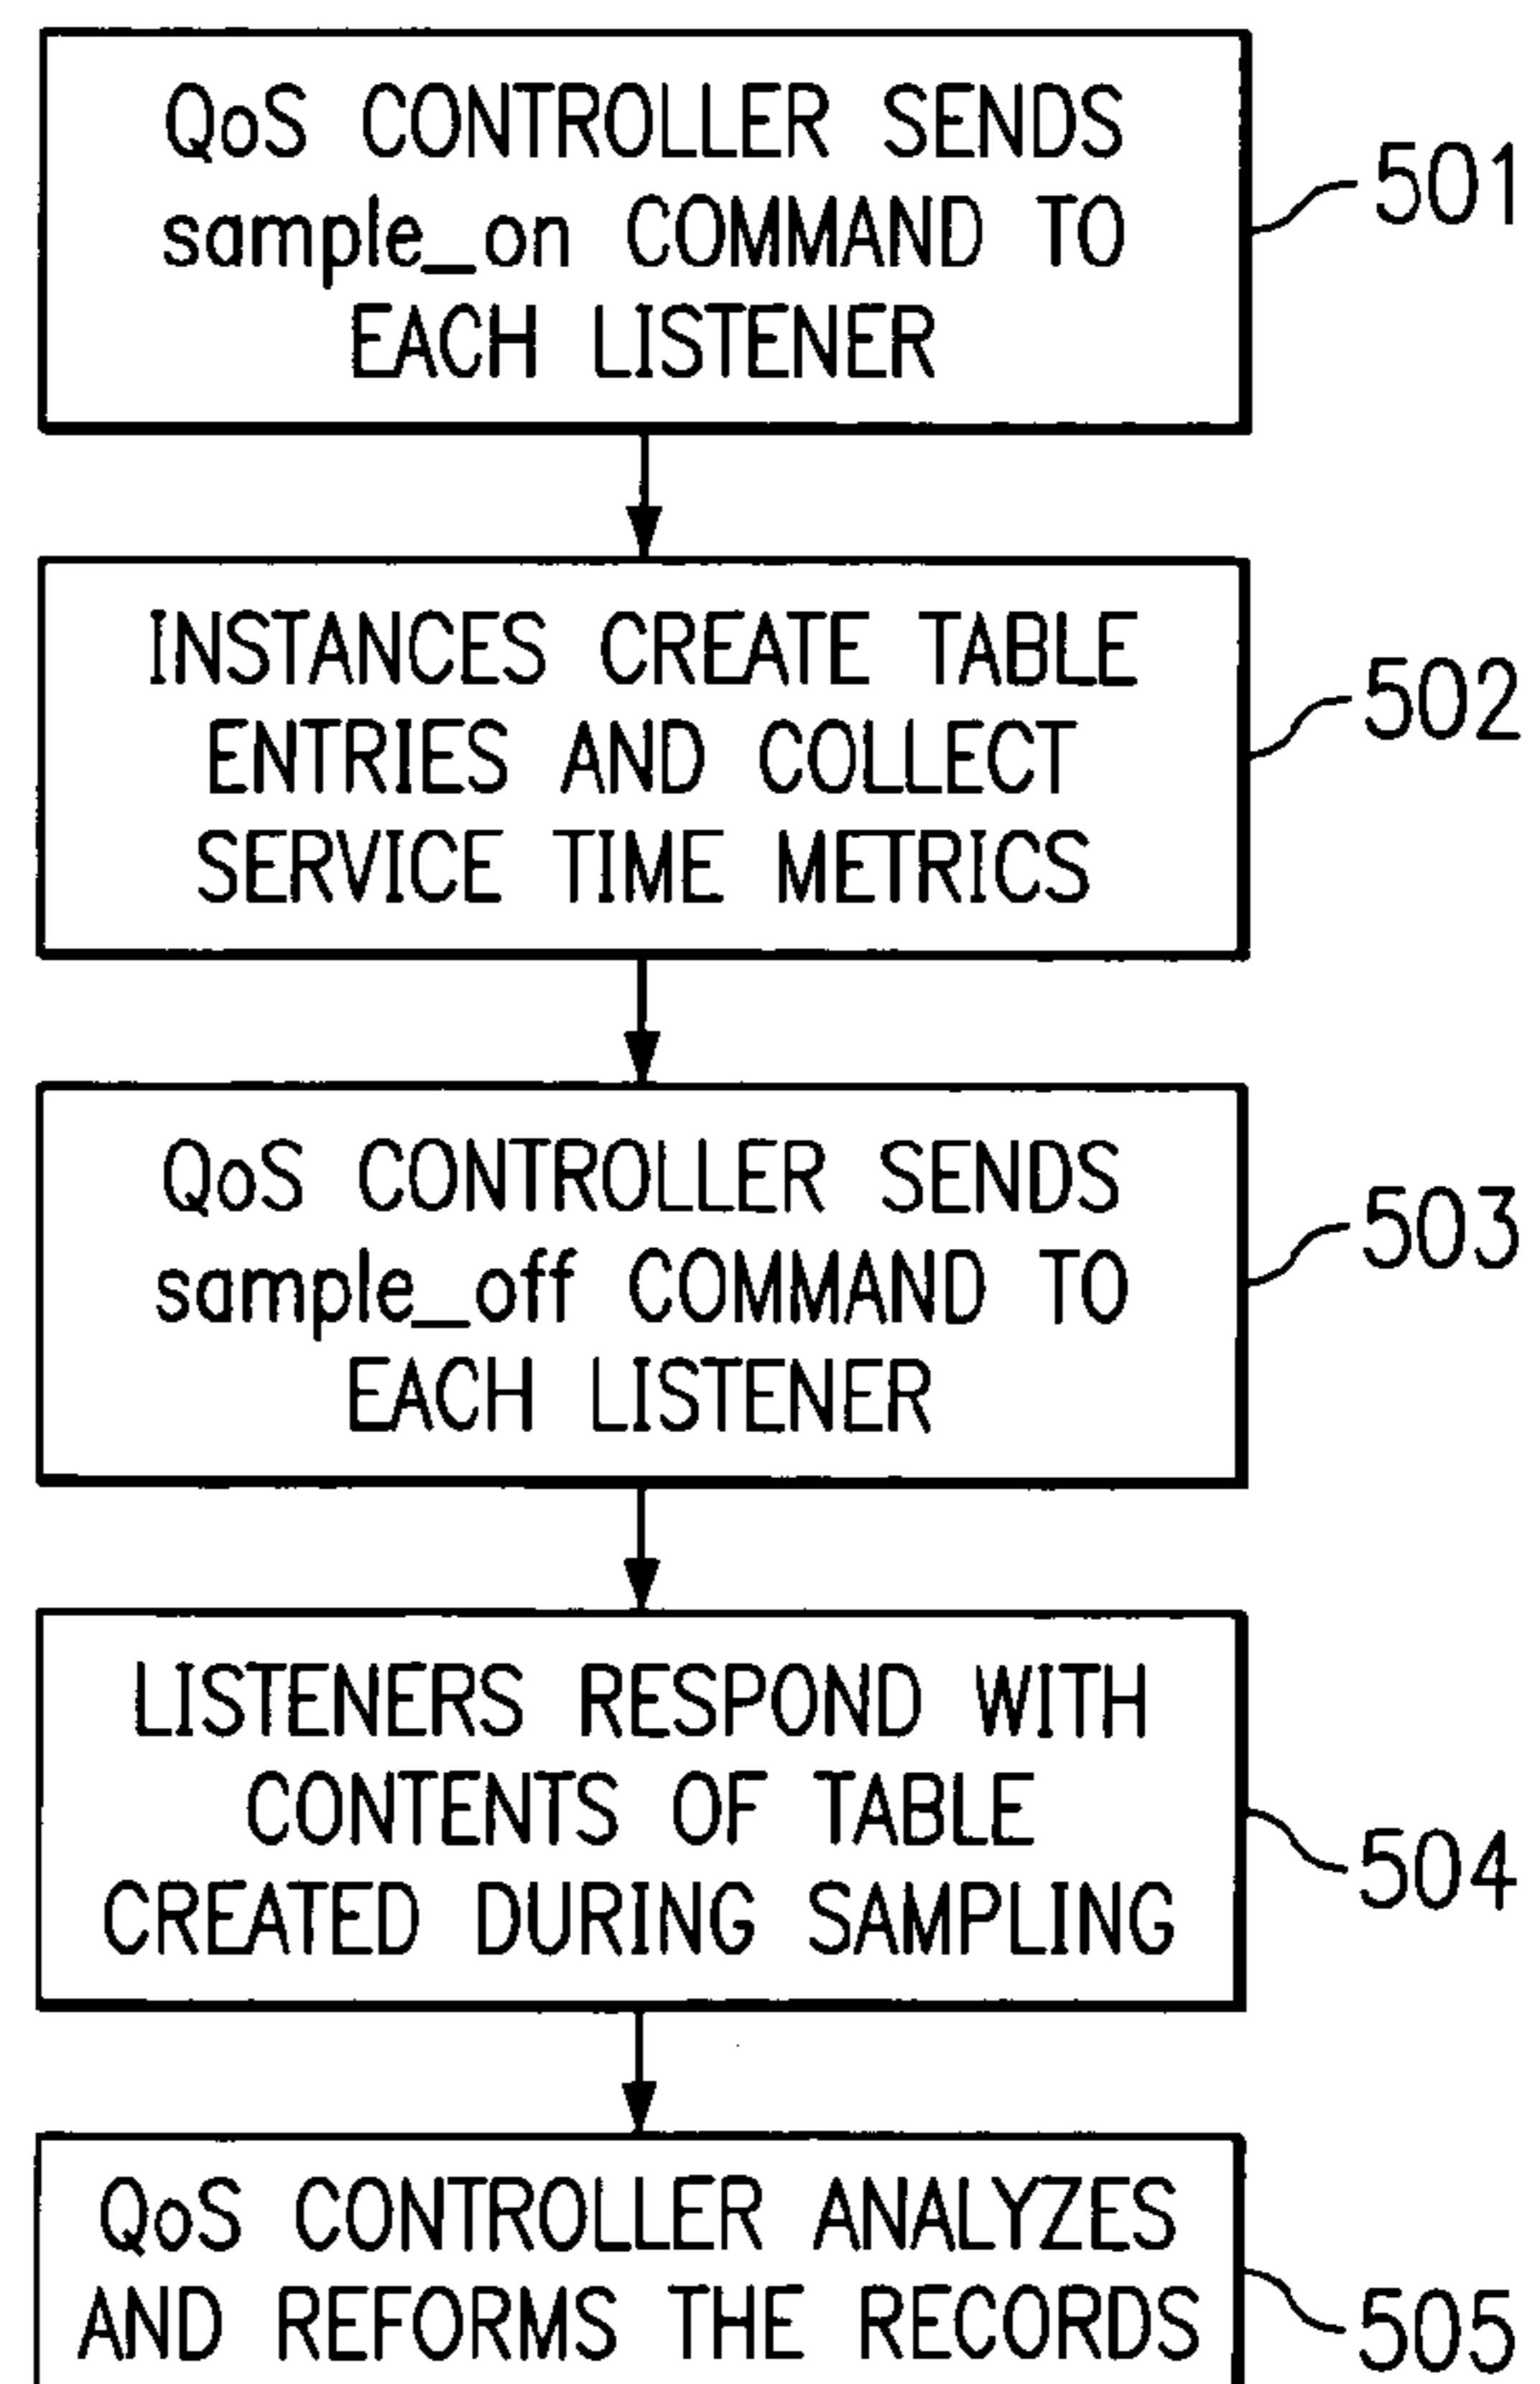 QoS CONTROLLER SENDS
sample_on COMMAND TO
EACH LISTENER
501
INSTANCES CREATE TABLE
ENTRIES AND COLLECT
SERVICE TIME METRICS
502
QoS CONTROLLER SENDS
sample_off COMMAND TO
EACH LISTENER
503
LISTENERS RESPOND WITH
CONTENTS OF TABLE
CREATED DURING SAMPLING
504
QoS CONTROLLER ANALYZES
AND REFORMS THE RECORDS
505